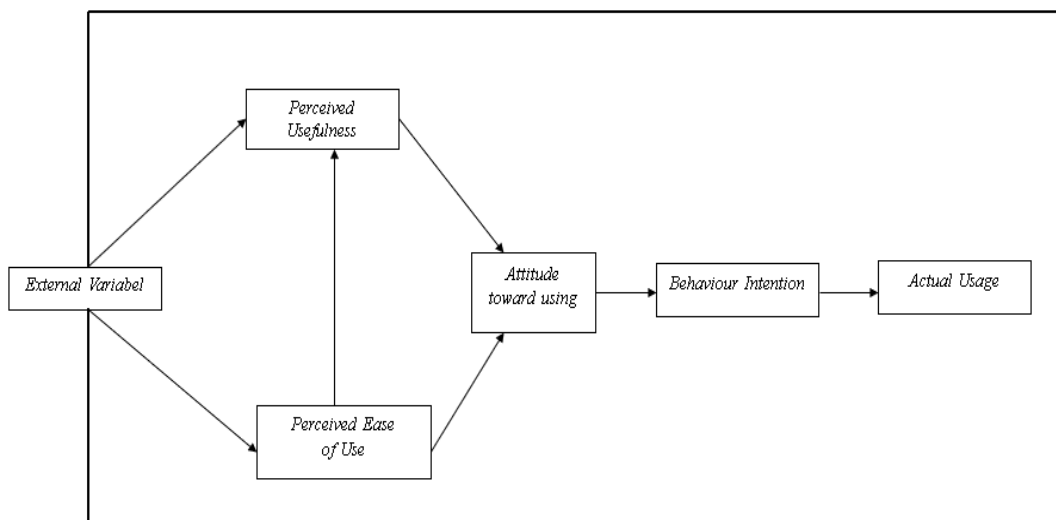 Perceived
Usefulness
External Variabel
Attitude
toward using
Behaviour Intention
Actual Usage
Perceived Ease
of Use